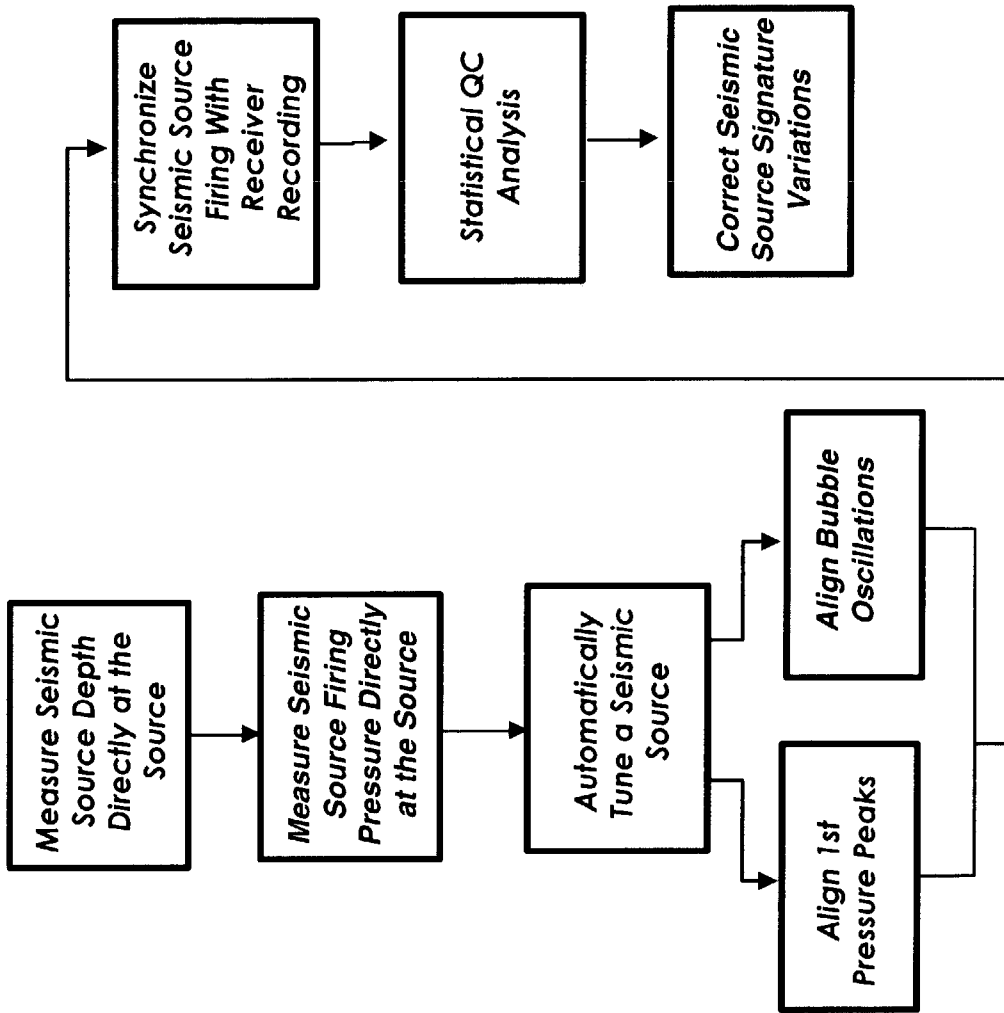 Measure Seismic
Source Depth
Directly at the
Source
Measure Seismic
Source Firing
Pressure Directly
at the Source
Automatically
Tune a Seismic
Source
Align 1st
Pressure Peaks
Align Bubble
Oscillations
Synchronize
Seismic Source
Firing With
Receiver
Recording
Statistical QC
Analysis
Correct Seismic
Source Signature
Variations